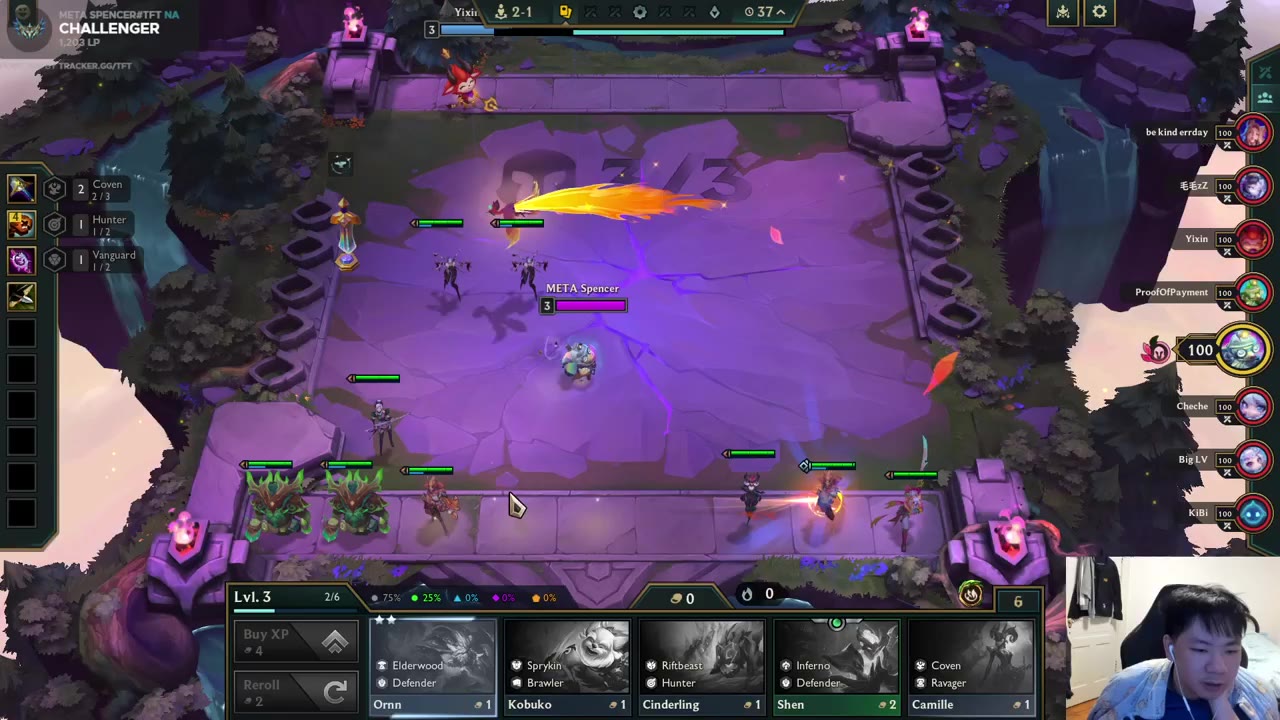 META SPENCER#TFT NA
CHALLENGER
1,203 LP
TRACKER.GG/TFT
Yixin
2-1
37
3
3/3
be kind errday 100
毛毛zZ 100
Yixin 100
ProofOfPayment 100
100
Cheche 100
Big LV 100
KiBi 100
2 Coven
2 / 3
1 Hunter
1 / 2
1 Vanguard
1 / 2
META Spencer
3
Lvl. 3 2/6
75% 25% 0% 0% 0%
0
0
6
Buy XP
4
Reroll
2
Elderwood
Defender
Ornn 1
Sprykin
Brawler
Kobuko 1
Riftbeast
Hunter
Cinderling 1
Inferno
Defender
Shen 2
Coven
Ravager
Camille 1